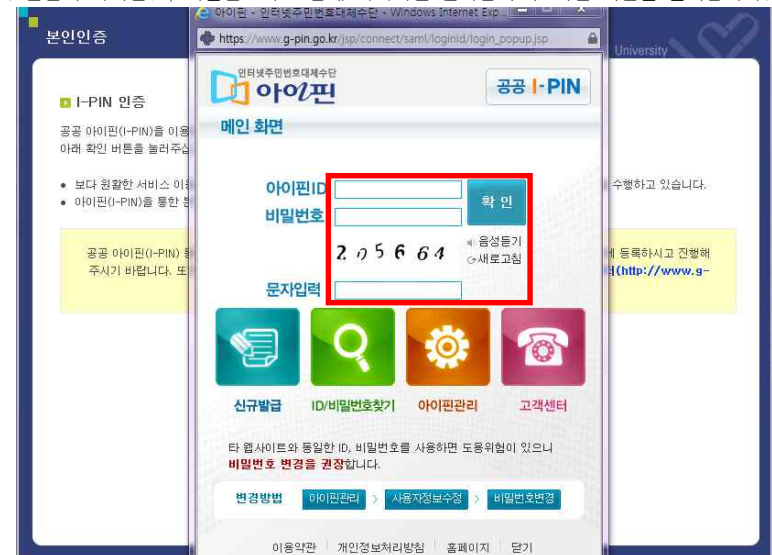 아이핀 - 인터넷주민번호대체수단 - Windows Internet Exp...
본인인증
https://www.g-pin.go.kr/jsp/connect/saml/loginid/login_popup.jsp
University
인터넷주민번호대체수단
아이핀
공공 I-PIN
메인 화면
I-PIN 인증
공공 아이핀(I-PIN)을 이용
아래 확인 버튼을 눌러주십
보다 원활한 서비스 이용
수행하고 있습니다.
아이핀(I-PIN)을 통한 본
아이핀ID
비밀번호
확 인
205664
음성듣기
새로고침
문자입력
공공 아이핀(I-PIN)
등록하시고 진행해
주시기 바랍니다. 또
(http://www.g-
신규발급
ID/비밀번호찾기
아이핀관리
고객센터
타 웹사이트와 동일한 ID, 비밀번호를 사용하면 도용위험이 있으니
비밀번호 변경을 권장합니다.
변경방법
아이핀관리 > 사용자정보수정 > 비밀번호변경
이용약관 | 개인정보처리방침 | 홈페이지 | 닫기